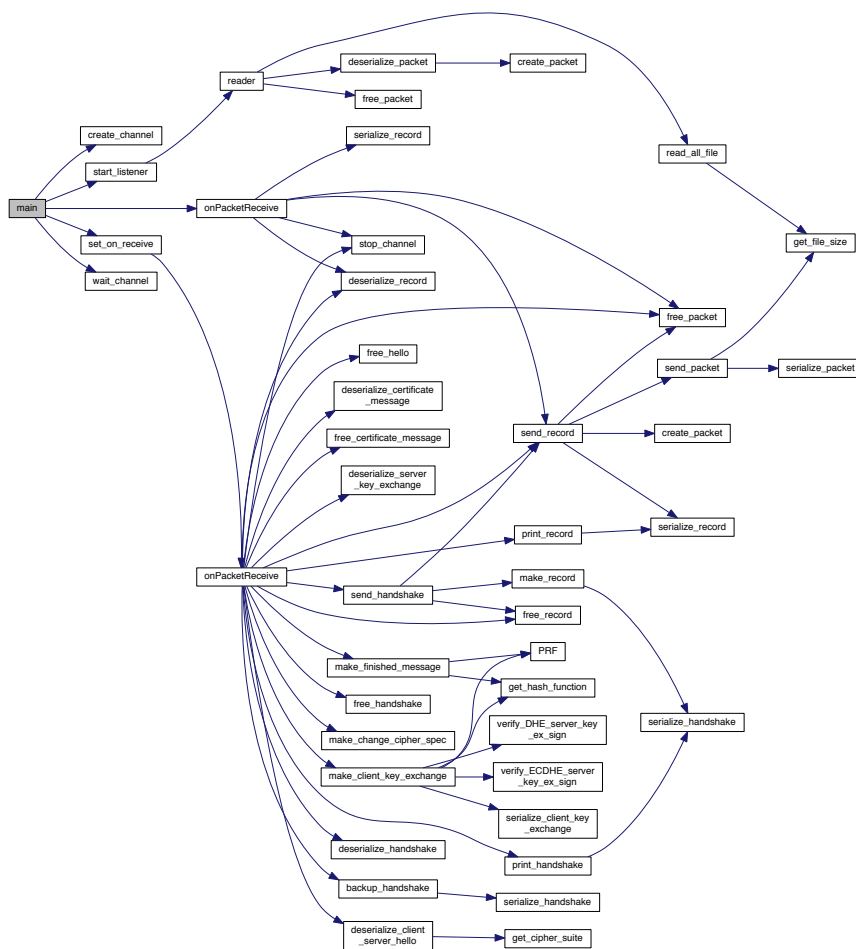 deserialize_packet
create_packet
reader
free_packet
create_channel
serialize_record
read_all_file
start_listener
main
onPacketReceive
set_on_receive
stop_channel
get_file_size
wait_channel
deserialize_record
free_packet
free_hello
send_packet
serialize_packet
deserialize_certificate
_message
free_certificate_message
send_record
create_packet
deserialize_server
_key_exchange
print_record
serialize_record
onPacketReceive
make_record
send_handshake
free_record
PRF
make_finished_message
get_hash_function
free_handshake
verify_DHE_server_key
_ex_sign
serialize_handshake
make_change_cipher_spec
make_client_key_exchange
verify_ECDHE_server
_key_ex_sign
serialize_client_key
_exchange
deserialize_handshake
print_handshake
backup_handshake
serialize_handshake
deserialize_client
_server_hello
get_cipher_suite